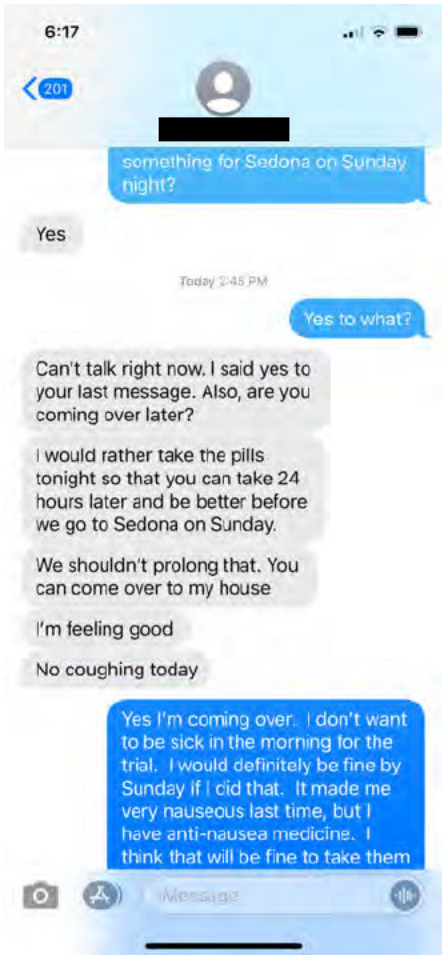 6:17
201
something for Sedona on Sunday
night?
Yes
Today 2:45 PM
Yes to what?
Can't talk right now. I said yes to
your last message. Also, are you
coming over later?
I would rather take the pills
tonight so that you can take 24
hours later and be better before
we go to Sedona on Sunday.
We shouldn't prolong that. You
can come over to my house
I'm feeling good
No coughing today
Yes I'm coming over. I don't want
to be sick in the morning for the
trial. I would definitely be fine by
Sunday if I did that. It made me
very nauseous last time, but I
have anti-nausea medicine. I
think that will be fine to take them
iMessage